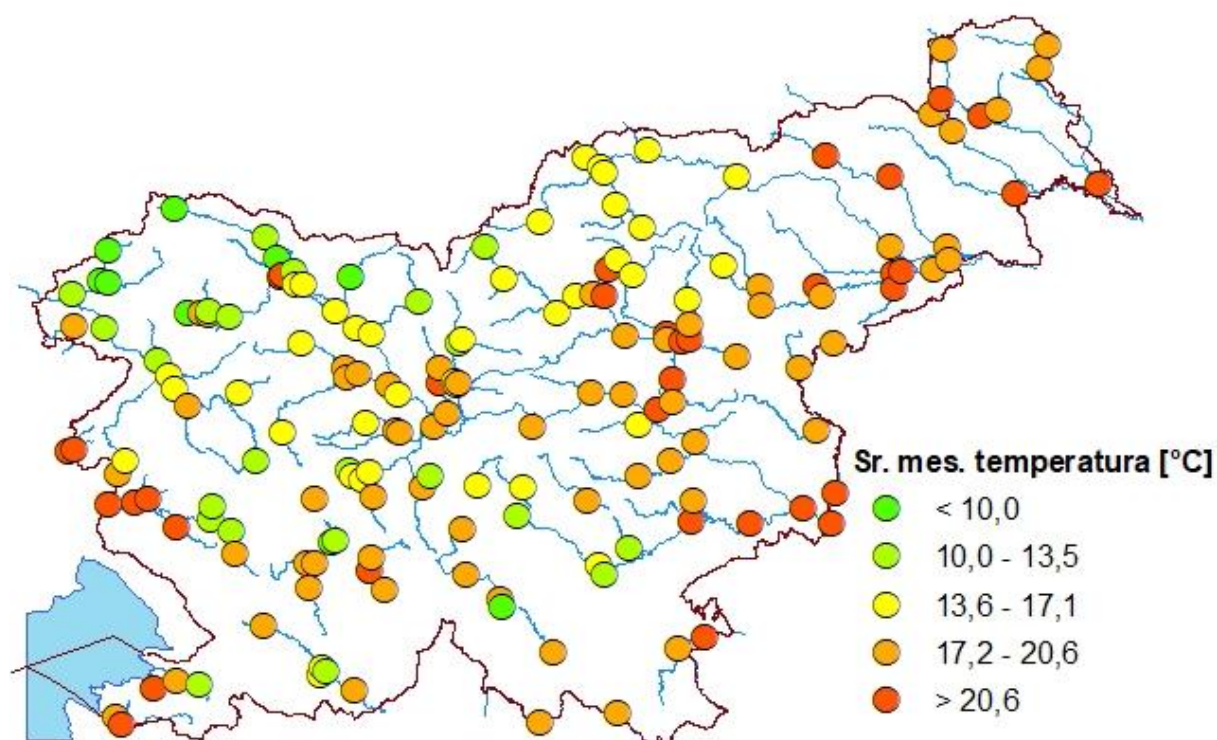 Sr. mes. temperatura [°C]
< 10,0
10,0 - 13,5
13,6 - 17,1
17,2 - 20,6
> 20,6